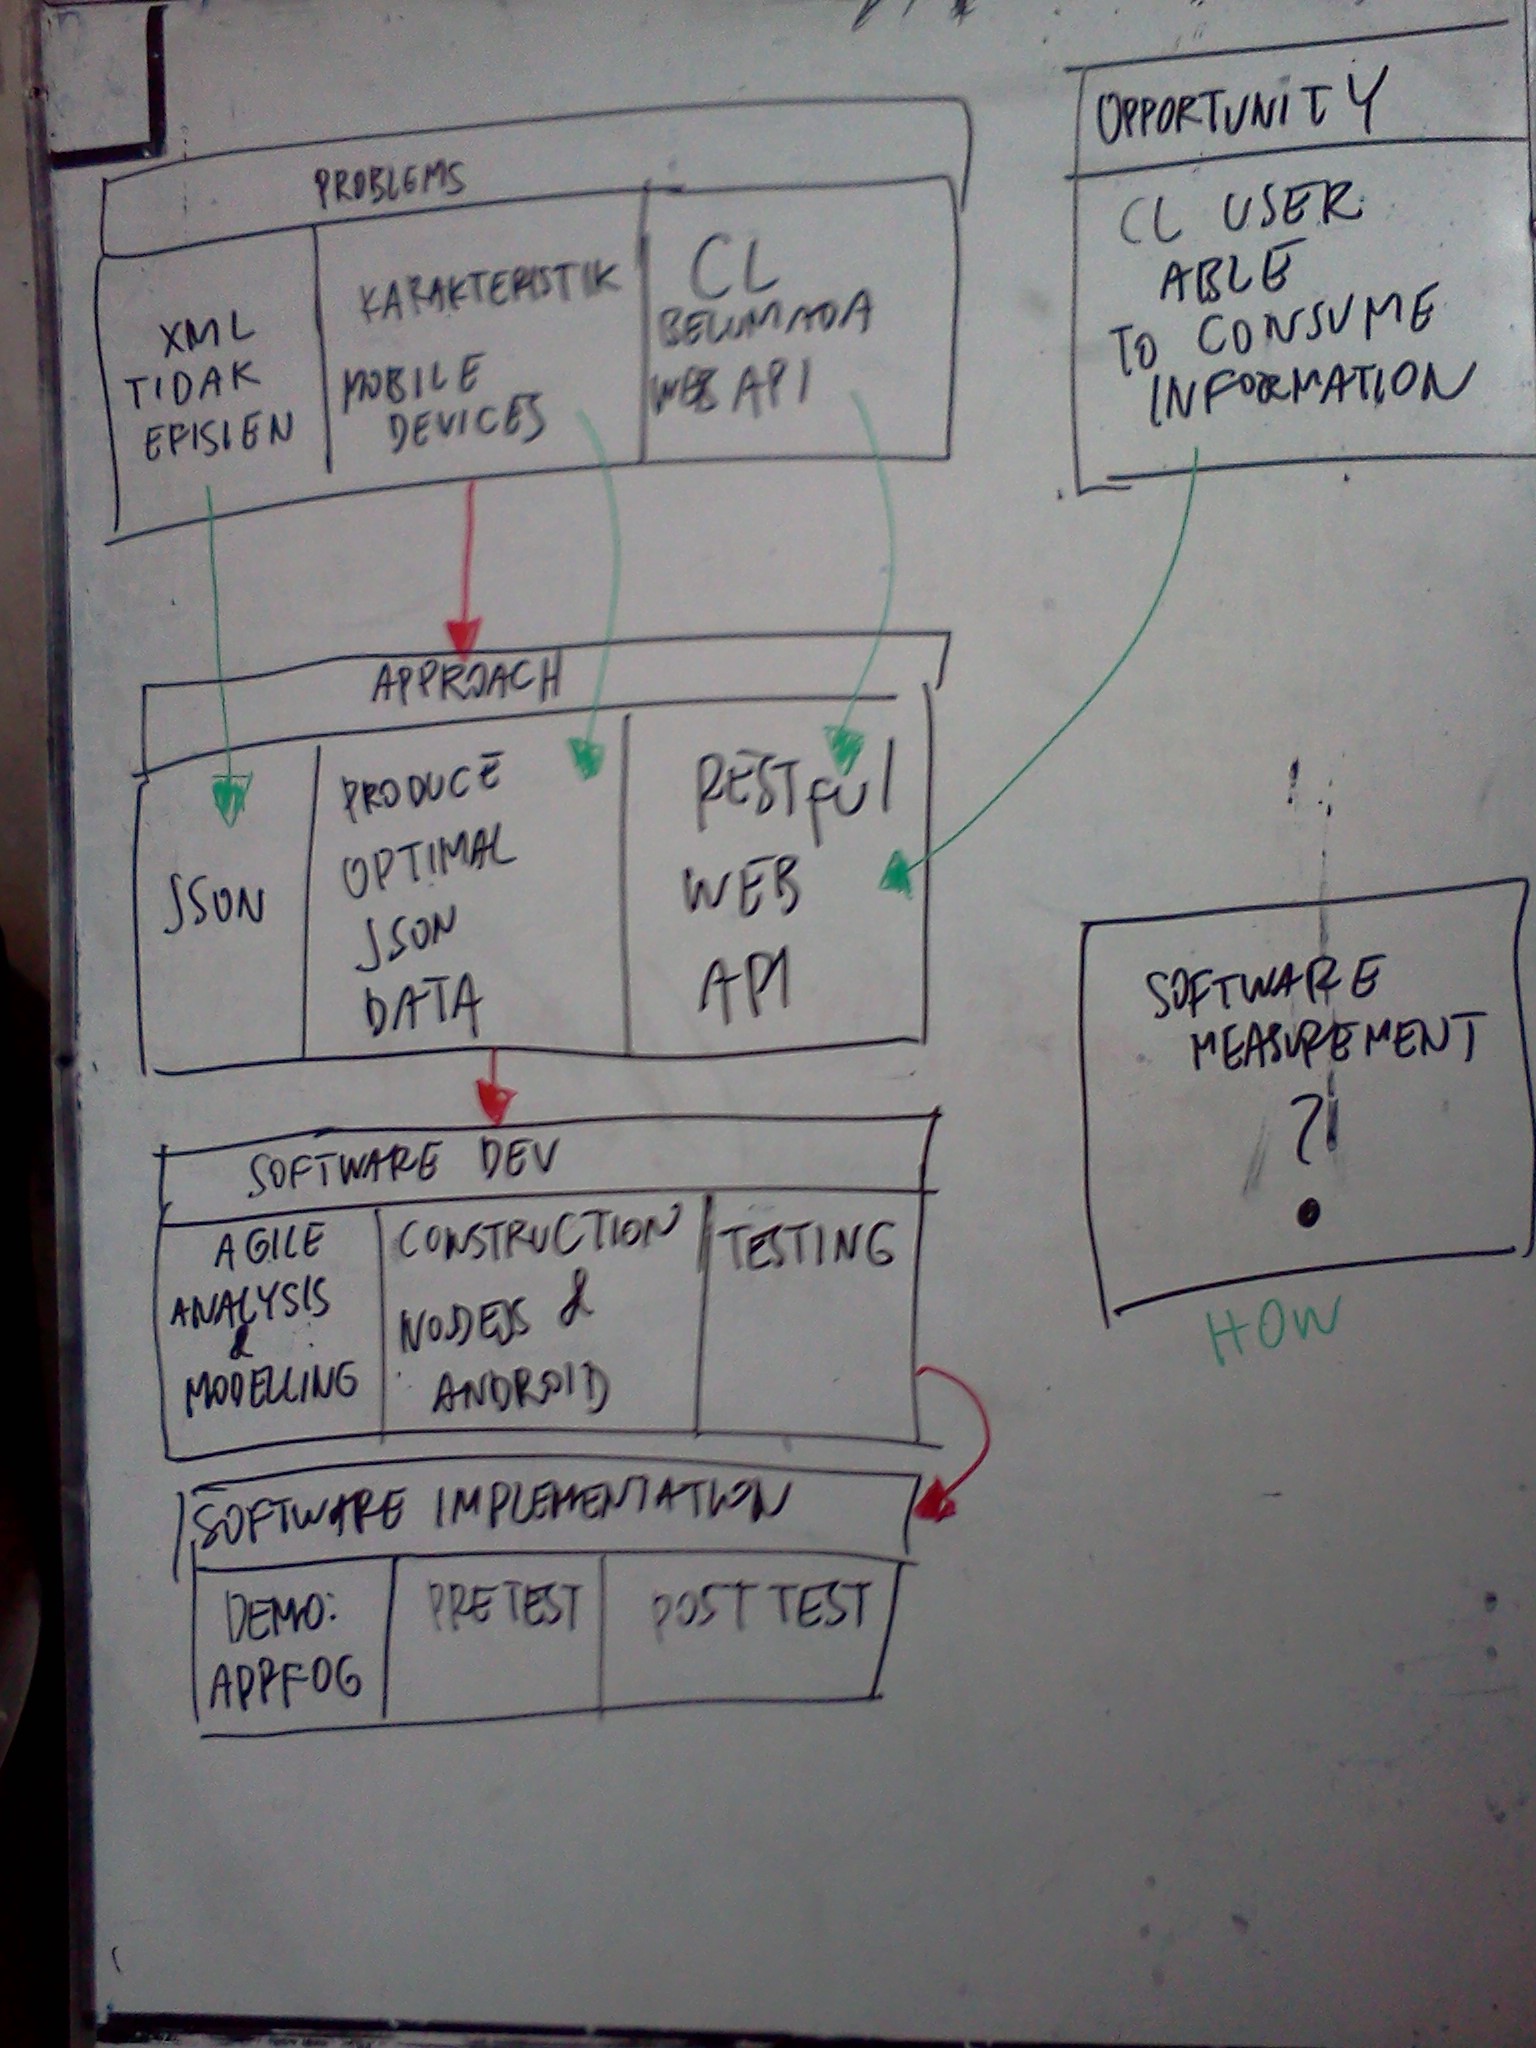 PROBLEMS
XML
TIDAK
EFISIEN
KARAKTERISTIK
MOBILE
DEVICES
CL
BELUM ADA
WEB API
OPPORTUNITY
CL USER
ABLE
TO CONSUME
INFORMATION
APPROACH
JSON
PRODUCE
OPTIMAL
JSON
DATA
RESTful
WEB
API
SOFTWARE
MEASUREMENT
?
HOW
SOFTWARE DEV
AGILE
ANALYSIS
&
MODELLING
CONSTRUCTION
NODEJS &
ANDROID
TESTING
SOFTWARE IMPLEMENTATION
DEMO:
APPFOG
PRE TEST
POST TEST